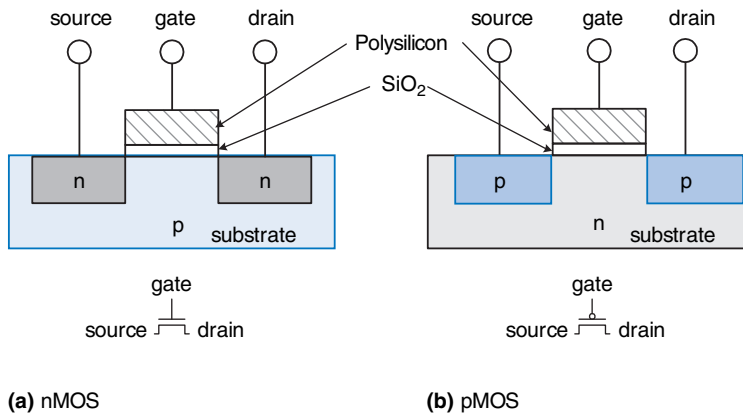 source gate drain
Polysilicon
SiO2
n n
p
substrate
gate
source drain
(a) nMOS
source gate drain
p p
n
substrate
gate
source drain
(b) pMOS